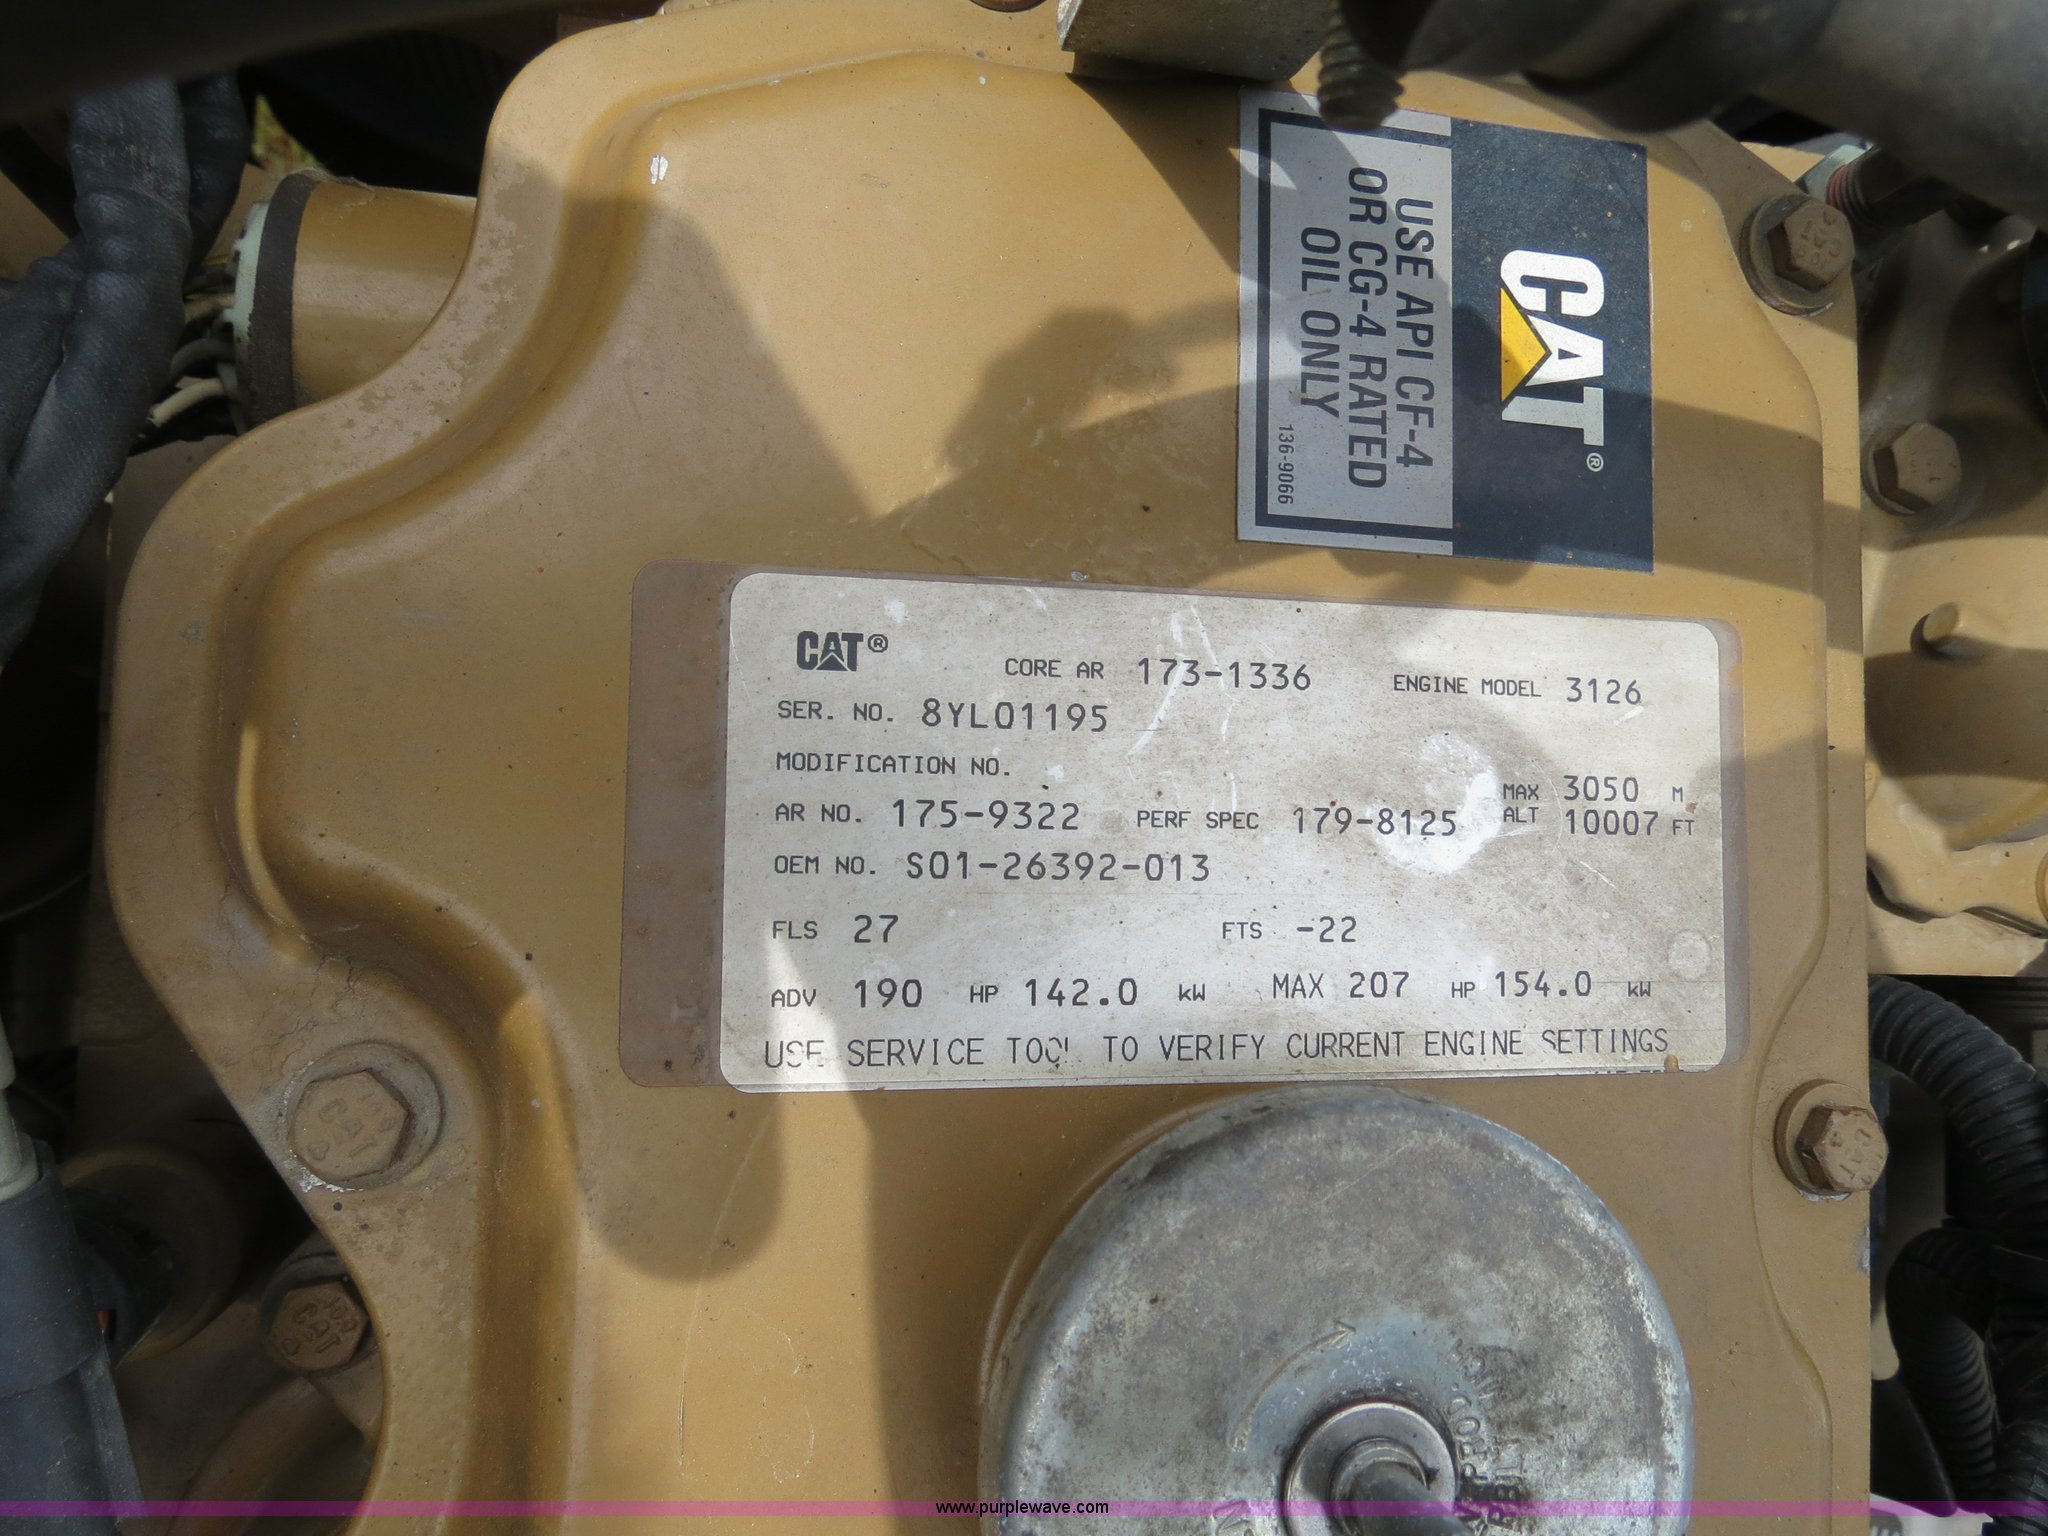 CAT®
USE API CF-4
OR CG-4 RATED
OIL ONLY
136-9066
CAT® CORE AR 173-1336 ENGINE MODEL 3126
SER. NO. 8YL01195
MODIFICATION NO.
AR NO. 175-9322 PERF SPEC 179-8125 MAX ALT 3050 M 10007 FT
OEM NO. S01-26392-013
FLS 27 FTS -22
ADV 190 HP 142.0 kW MAX 207 HP 154.0 kW
USE SERVICE TOOL TO VERIFY CURRENT ENGINE SETTINGS
CAT
CAT
www.purplewave.com